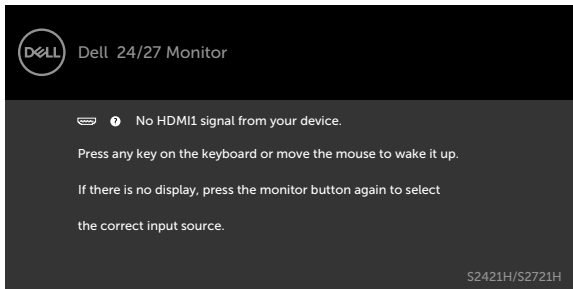 DELL
Dell 24/27 Monitor
No HDMI1 signal from your device.
Press any key on the keyboard or move the mouse to wake it up.
If there is no display, press the monitor button again to select
the correct input source.
S2421H/S2721H